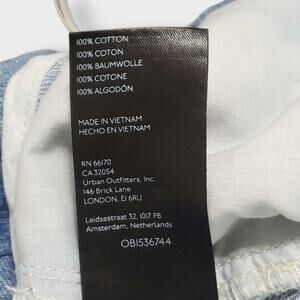 100% COTTON
100% COTON
100% BAUMWOLLE
100% COTONE
100% ALGODÓN
MADE IN VIETNAM
HECHO EN VIETNAM
RN 66170
CA 32054
Urban Outfitters, Inc.
146 Brick Lane
LONDON, E1 6RU
Leidsestraat 32, 1017 PB
Amsterdam, Netherlands
OB1536744